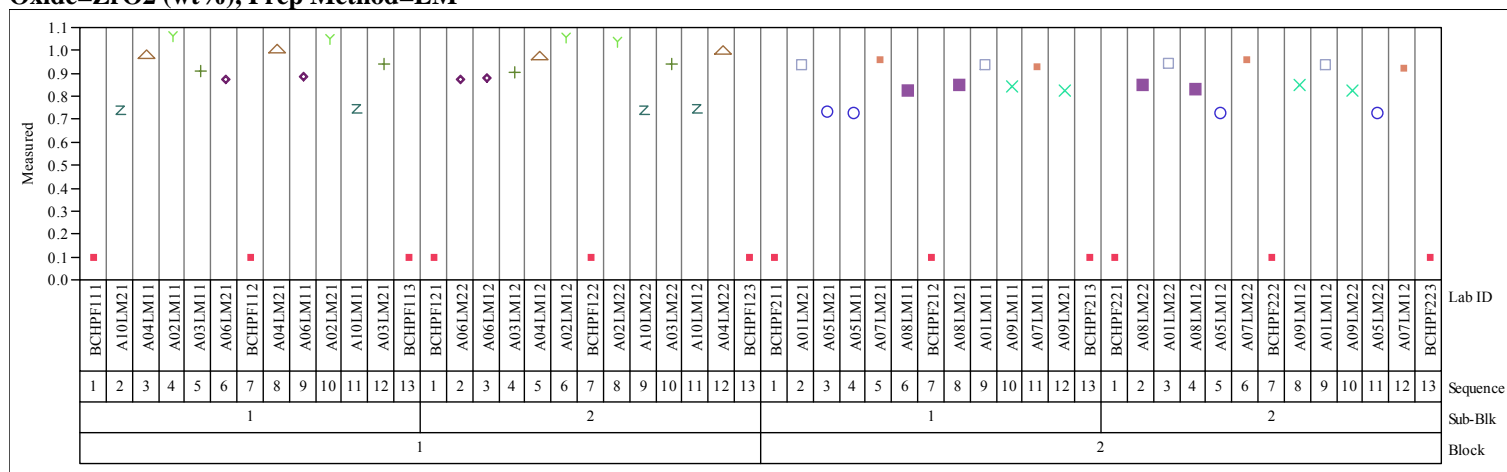 Oxide=ZrO2 (wt%), Prep Method=LM
1.1
1.0
0.9
0.8
0.7
0.6
0.5
0.4
0.3
0.2
0.1
0.0
Measured
BCHPF111 A10LM21 A04LM11 A02LM11 A03LM11 A06LM21 BCHPF112 A04LM21 A06LM11 A02LM21 A10LM11 A03LM21 BCHPF113 BCHPF121 A06LM22 A06LM12 A03LM12 A04LM12 A02LM12 BCHPF122 A02LM22 A10LM22 A03LM22 A10LM12 A04LM22 BCHPF123 BCHPF211 A01LM21 A05LM21 A05LM11 A07LM21 A08LM11 BCHPF212 A08LM21 A01LM11 A09LM11 A07LM11 A09LM21 BCHPF213 BCHPF221 A08LM22 A01LM22 A08LM12 A05LM12 A07LM22 BCHPF222 A09LM12 A01LM12 A09LM22 A05LM22 A07LM12 BCHPF223 Lab ID
1 2 3 4 5 6 7 8 9 10 11 12 13 1 2 3 4 5 6 7 8 9 10 11 12 13 1 2 3 4 5 6 7 8 9 10 11 12 13 1 2 3 4 5 6 7 8 9 10 11 12 13 Sequence
1 2 1 2 Sub-Blk
1 2 Block